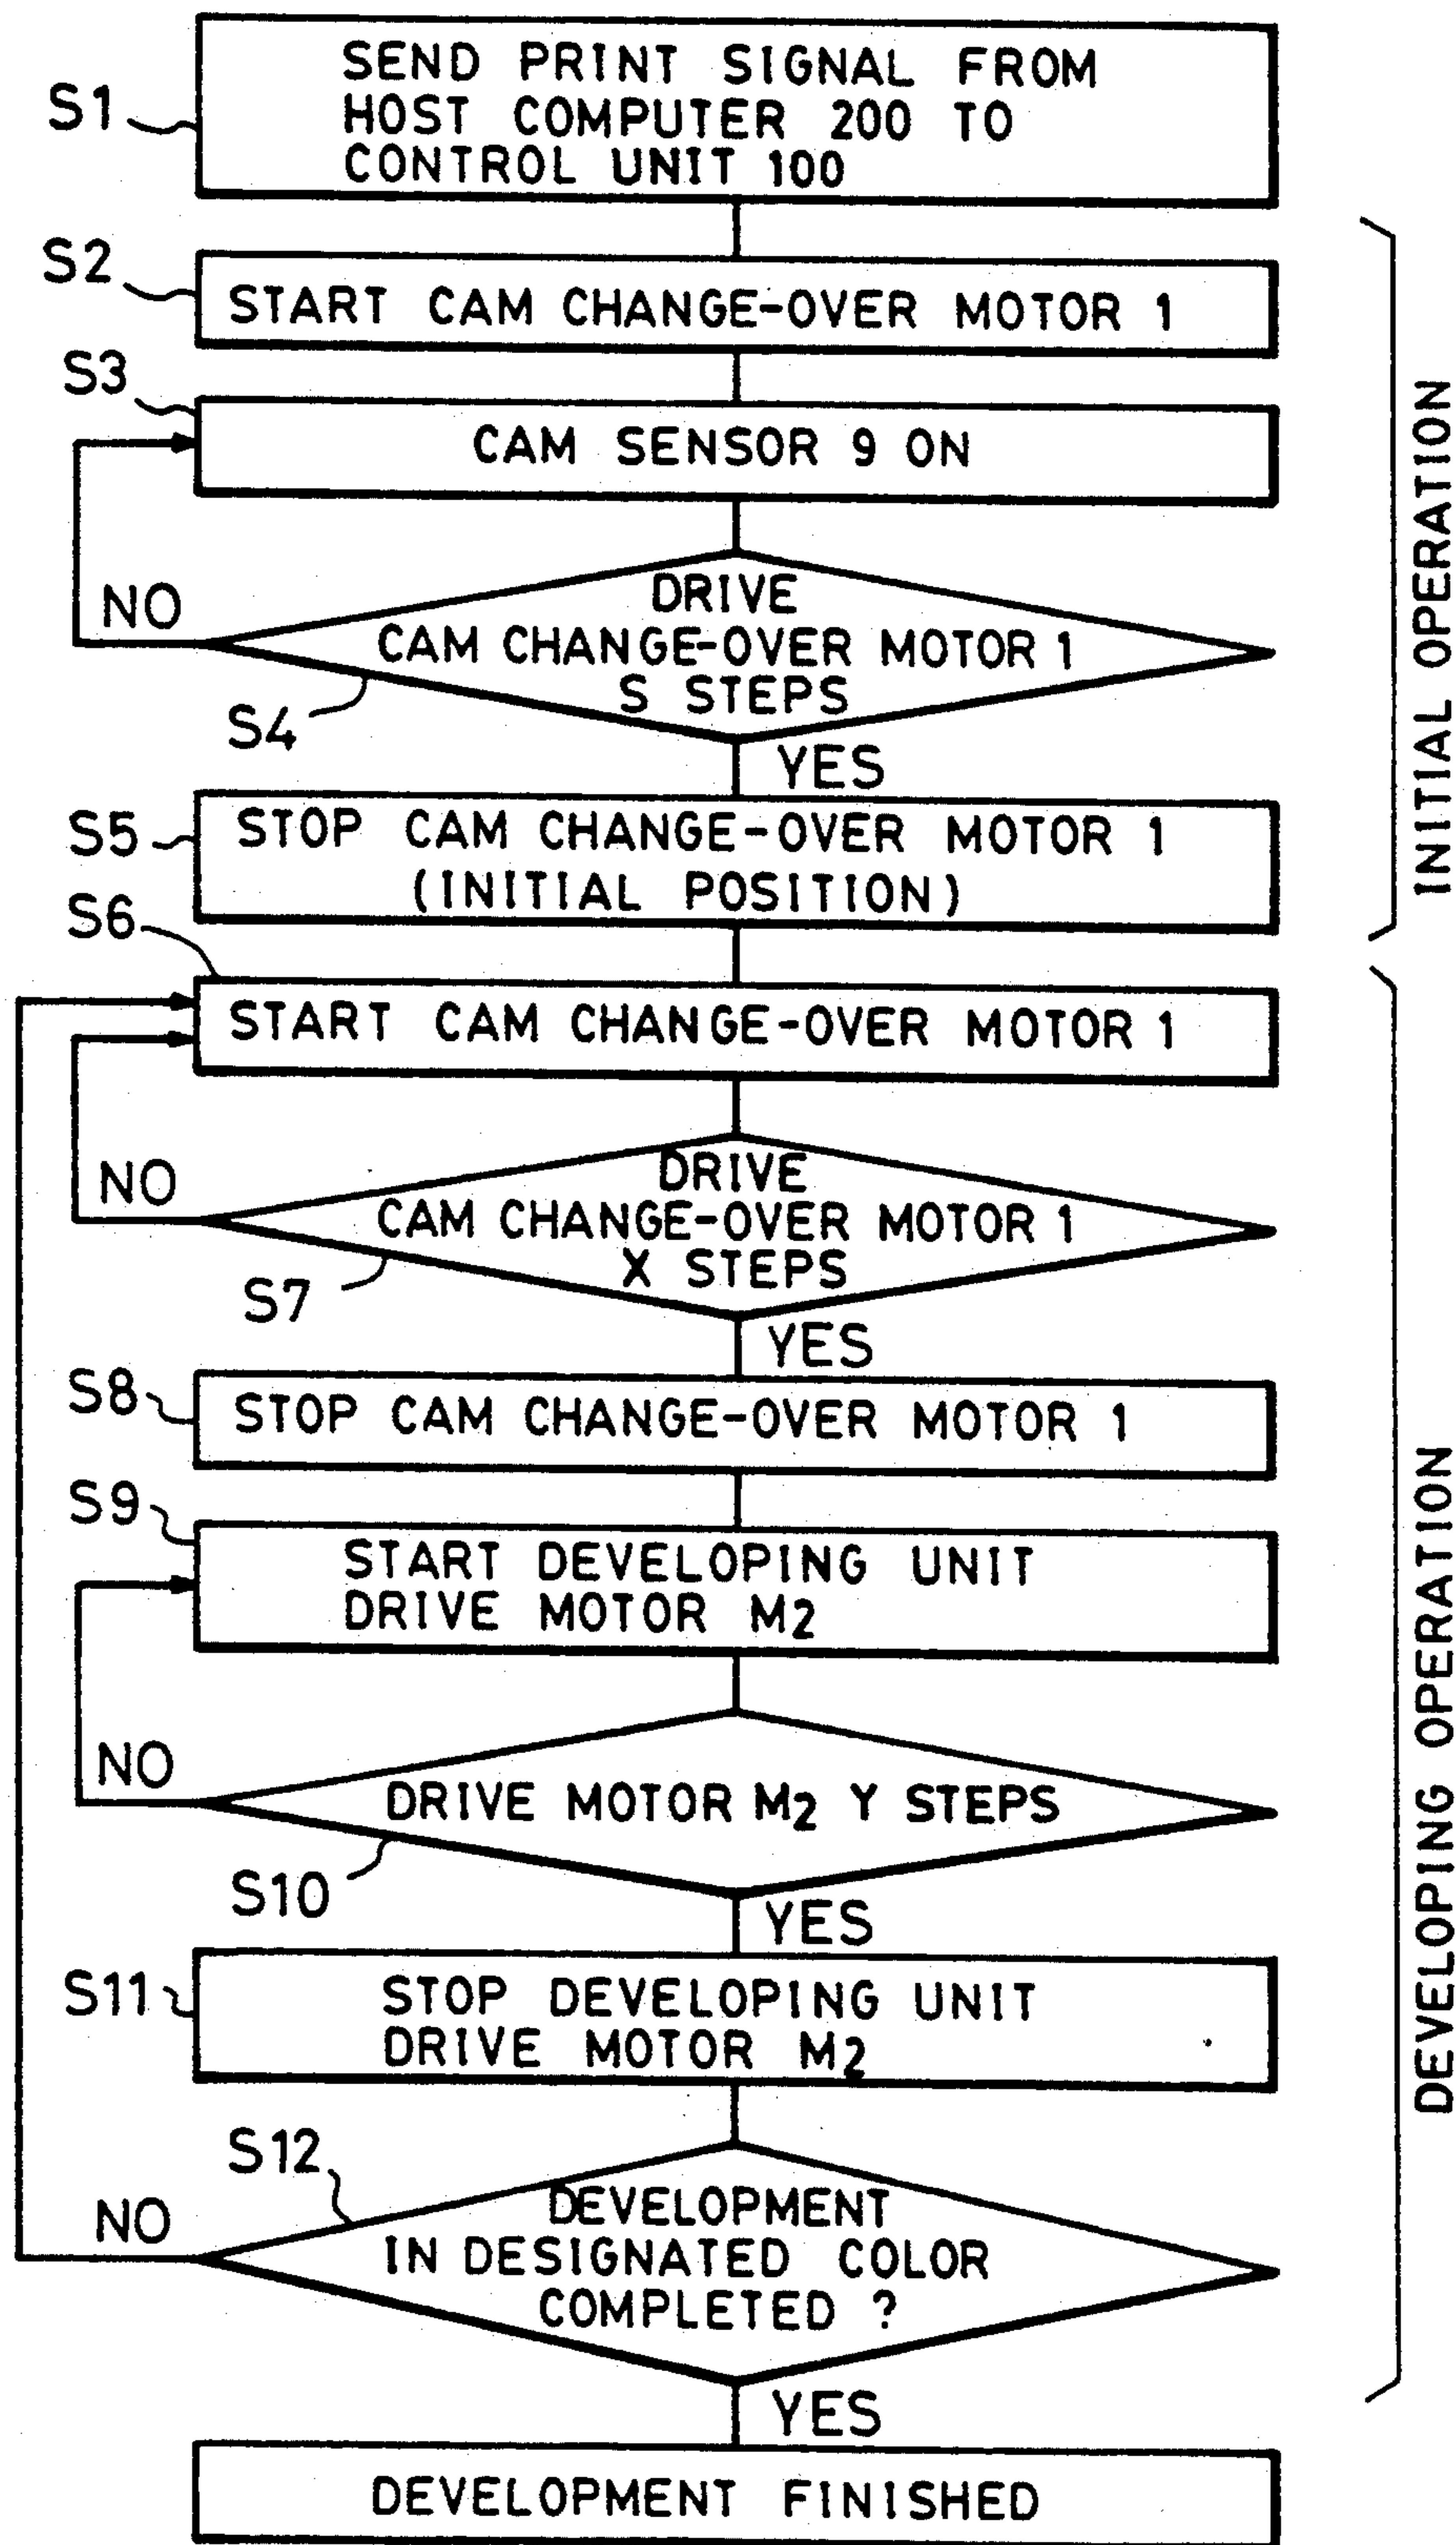 S1
SEND PRINT SIGNAL FROM
HOST COMPUTER 200 TO
CONTROL UNIT 100
S2
START CAM CHANGE-OVER MOTOR 1
S3
CAM SENSOR 9 ON
NO
DRIVE
CAM CHANGE-OVER MOTOR 1
S STEPS
S4
YES
S5
STOP CAM CHANGE-OVER MOTOR 1
(INITIAL POSITION)
INITIAL OPERATION
S6
START CAM CHANGE-OVER MOTOR 1
NO
DRIVE
CAM CHANGE-OVER MOTOR 1
X STEPS
S7
YES
S8
STOP CAM CHANGE-OVER MOTOR 1
S9
START DEVELOPING UNIT
DRIVE MOTOR M2
NO
DRIVE MOTOR M2 Y STEPS
S10
YES
S11
STOP DEVELOPING UNIT
DRIVE MOTOR M2
S12
NO
DEVELOPMENT
IN DESIGNATED COLOR
COMPLETED ?
YES
DEVELOPING OPERATION
DEVELOPMENT FINISHED